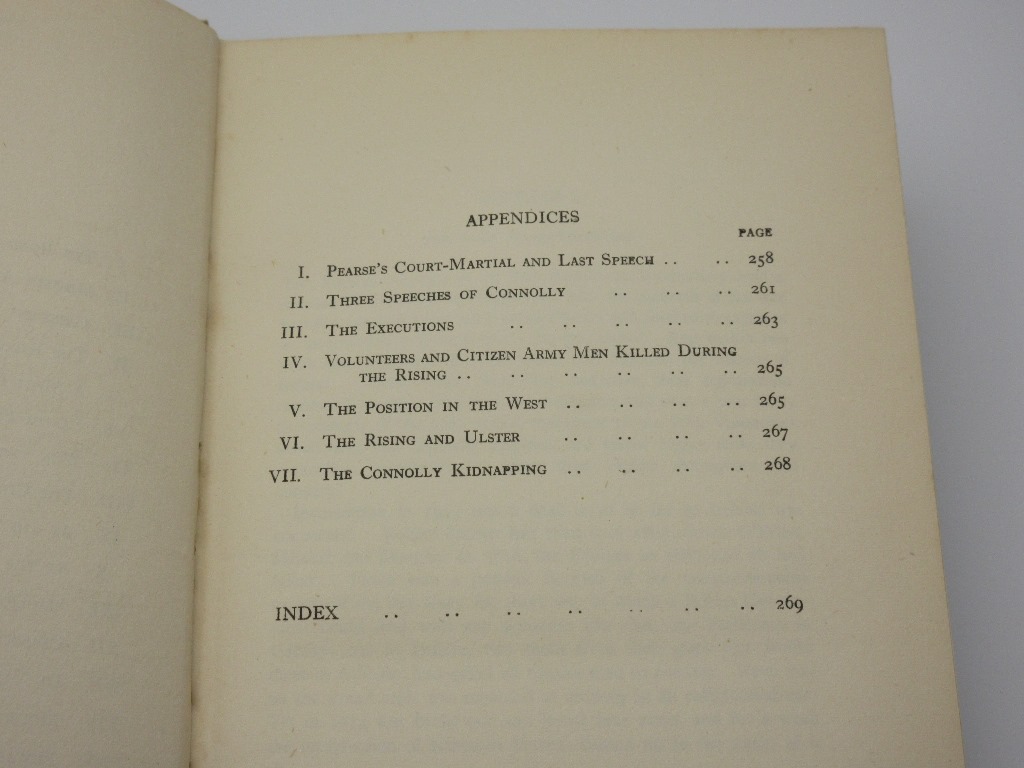 APPENDICES
PAGE
I. PEARSE'S COURT-MARTIAL AND LAST SPEECH .. .. 258
II. THREE SPEECHES OF CONNOLLY .. .. .. 261
III. THE EXECUTIONS .. .. .. .. .. 263
IV. VOLUNTEERS AND CITIZEN ARMY MEN KILLED DURING
THE RISING .. .. .. .. .. .. 265
V. THE POSITION IN THE WEST .. .. .. .. 265
VI. THE RISING AND ULSTER .. .. .. .. 267
VII. THE CONNOLLY KIDNAPPING .. .. .. .. 268
INDEX .. .. .. .. .. .. .. 269